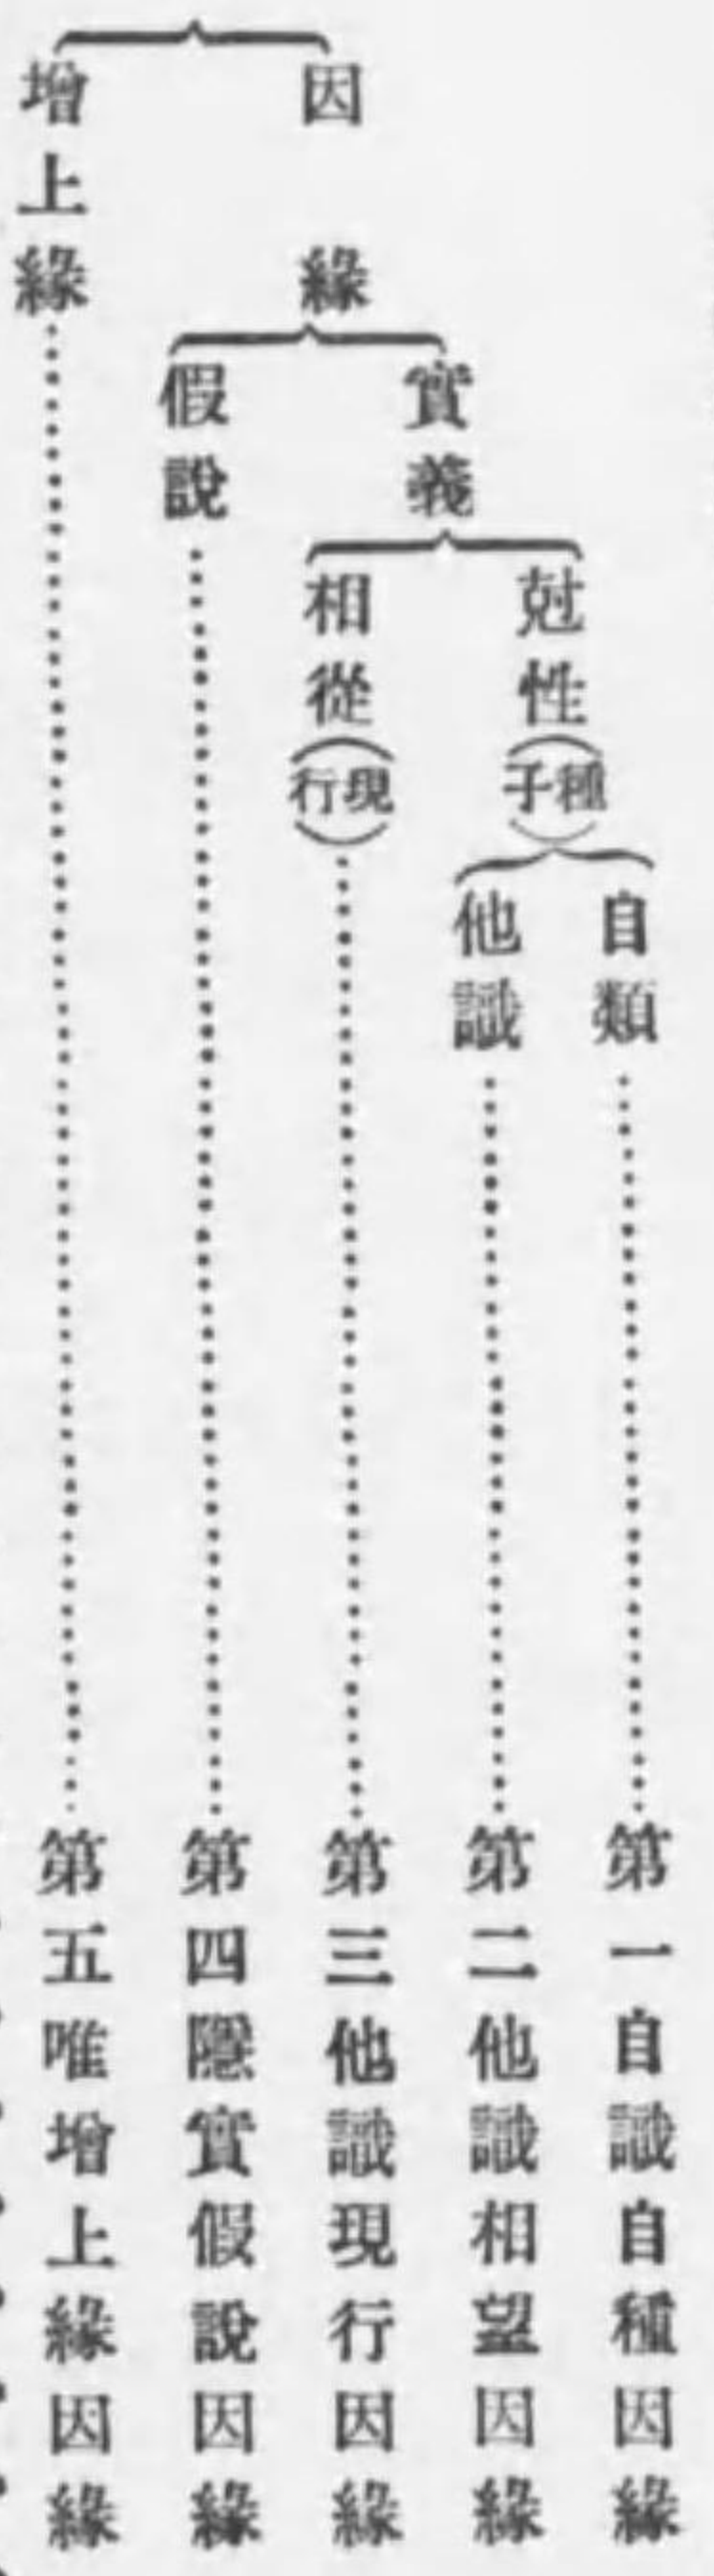 因緣
增上緣
實義
假說
尅性(種子)
相從(現行)
自類
他識
第一自識自種因緣
第二他識相望因緣
第三他識現行因緣
第四隱實假說因緣
第五唯增上緣因緣